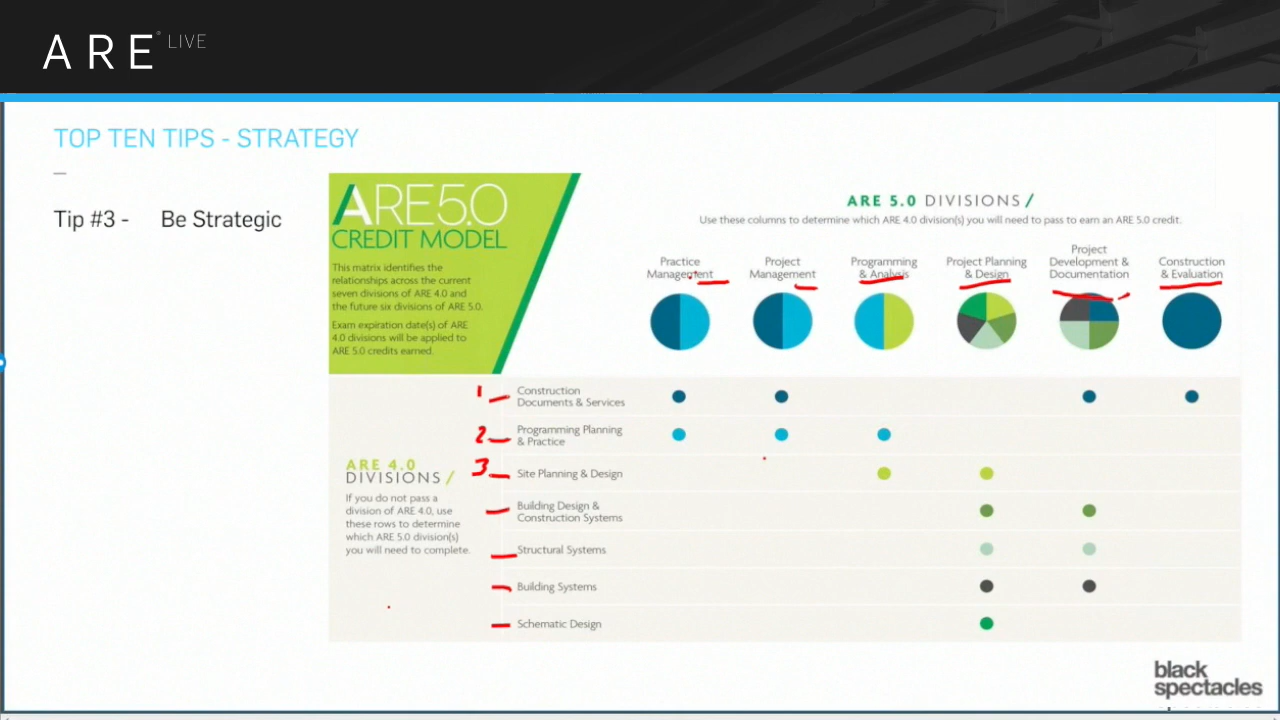 ARE® LIVE
TOP TEN TIPS - STRATEGY
Tip #3 - Be Strategic
ARE5.0
CREDIT MODEL
This matrix identifies the
relationships across the current
seven divisions of ARE 4.0 and
the future six divisions of ARE 5.0.
Exam expiration date(s) of ARE
4.0 divisions will be applied to
ARE 5.0 credits earned.
ARE 5.0 DIVISIONS /
Use these columns to determine which ARE 4.0 division(s) you will need to pass to earn an ARE 5.0 credit.
Practice
Management
Project
Management
Programming
& Analysis
Project Planning
& Design
Project
Development &
Documentation
Construction
& Evaluation
ARE 4.0
DIVISIONS /
If you do not pass a
division of ARE 4.0, use
these rows to determine
which ARE 5.0 division(s)
you will need to complete.
1
Construction
Documents & Services
2
Programming Planning
& Practice
3
Site Planning & Design
Building Design &
Construction Systems
Structural Systems
Building Systems
Schematic Design
black
spectacles